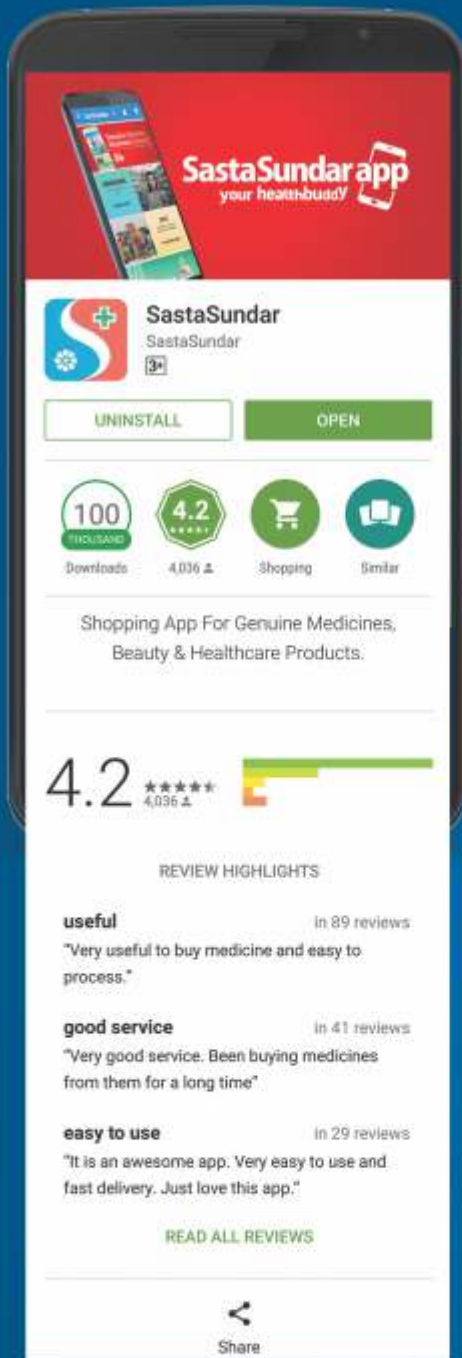 SastaSundar app
your healthbuddy
SastaSundar
SastaSundar
3+
UNINSTALL
OPEN
100
THOUSAND
4.2
Downloads
4,036
Shopping
Similar
Shopping App For Genuine Medicines,
Beauty & Healthcare Products.
4.2
4,036
REVIEW HIGHLIGHTS
useful
in 89 reviews
"Very useful to buy medicine and easy to
process."
good service
in 41 reviews
"Very good service. Been buying medicines
from them for a long time"
easy to use
in 29 reviews
"It is an awesome app. Very easy to use and
fast delivery. Just love this app."
READ ALL REVIEWS
Share